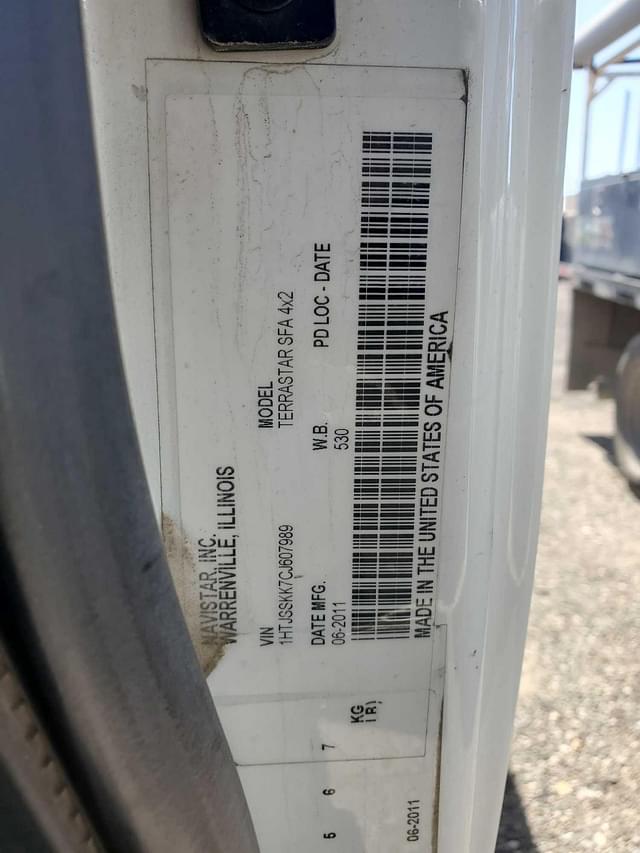 NAVISTAR, INC.
WARRENVILLE, ILLINOIS
VIN MODEL
1HTJGSKK7CJ607989 TERRASTAR SFA 4x2
DATE MFG. W.B. PD LOC - DATE
06-2011 530
MADE IN THE UNITED STATES OF AMERICA
5 6 7
KG
06-2011